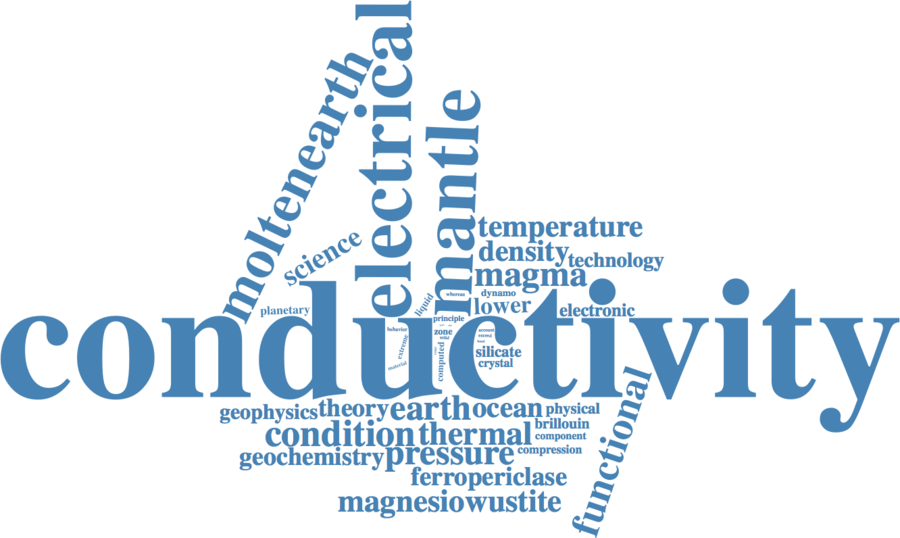 electrical
moltenearth
mantle
science
temperature
density
technology
magma
liquid
whereas
dynamo
planetary
lower
electronic
conductivity
principle
behavior
zone
extreme
computed
material
silicate
crystal
functional
geophysics
theory
earth
ocean
physical
brillouin
condition
thermal
component
geochemistry
pressure
compression
ferropericlase
magnesiowustite